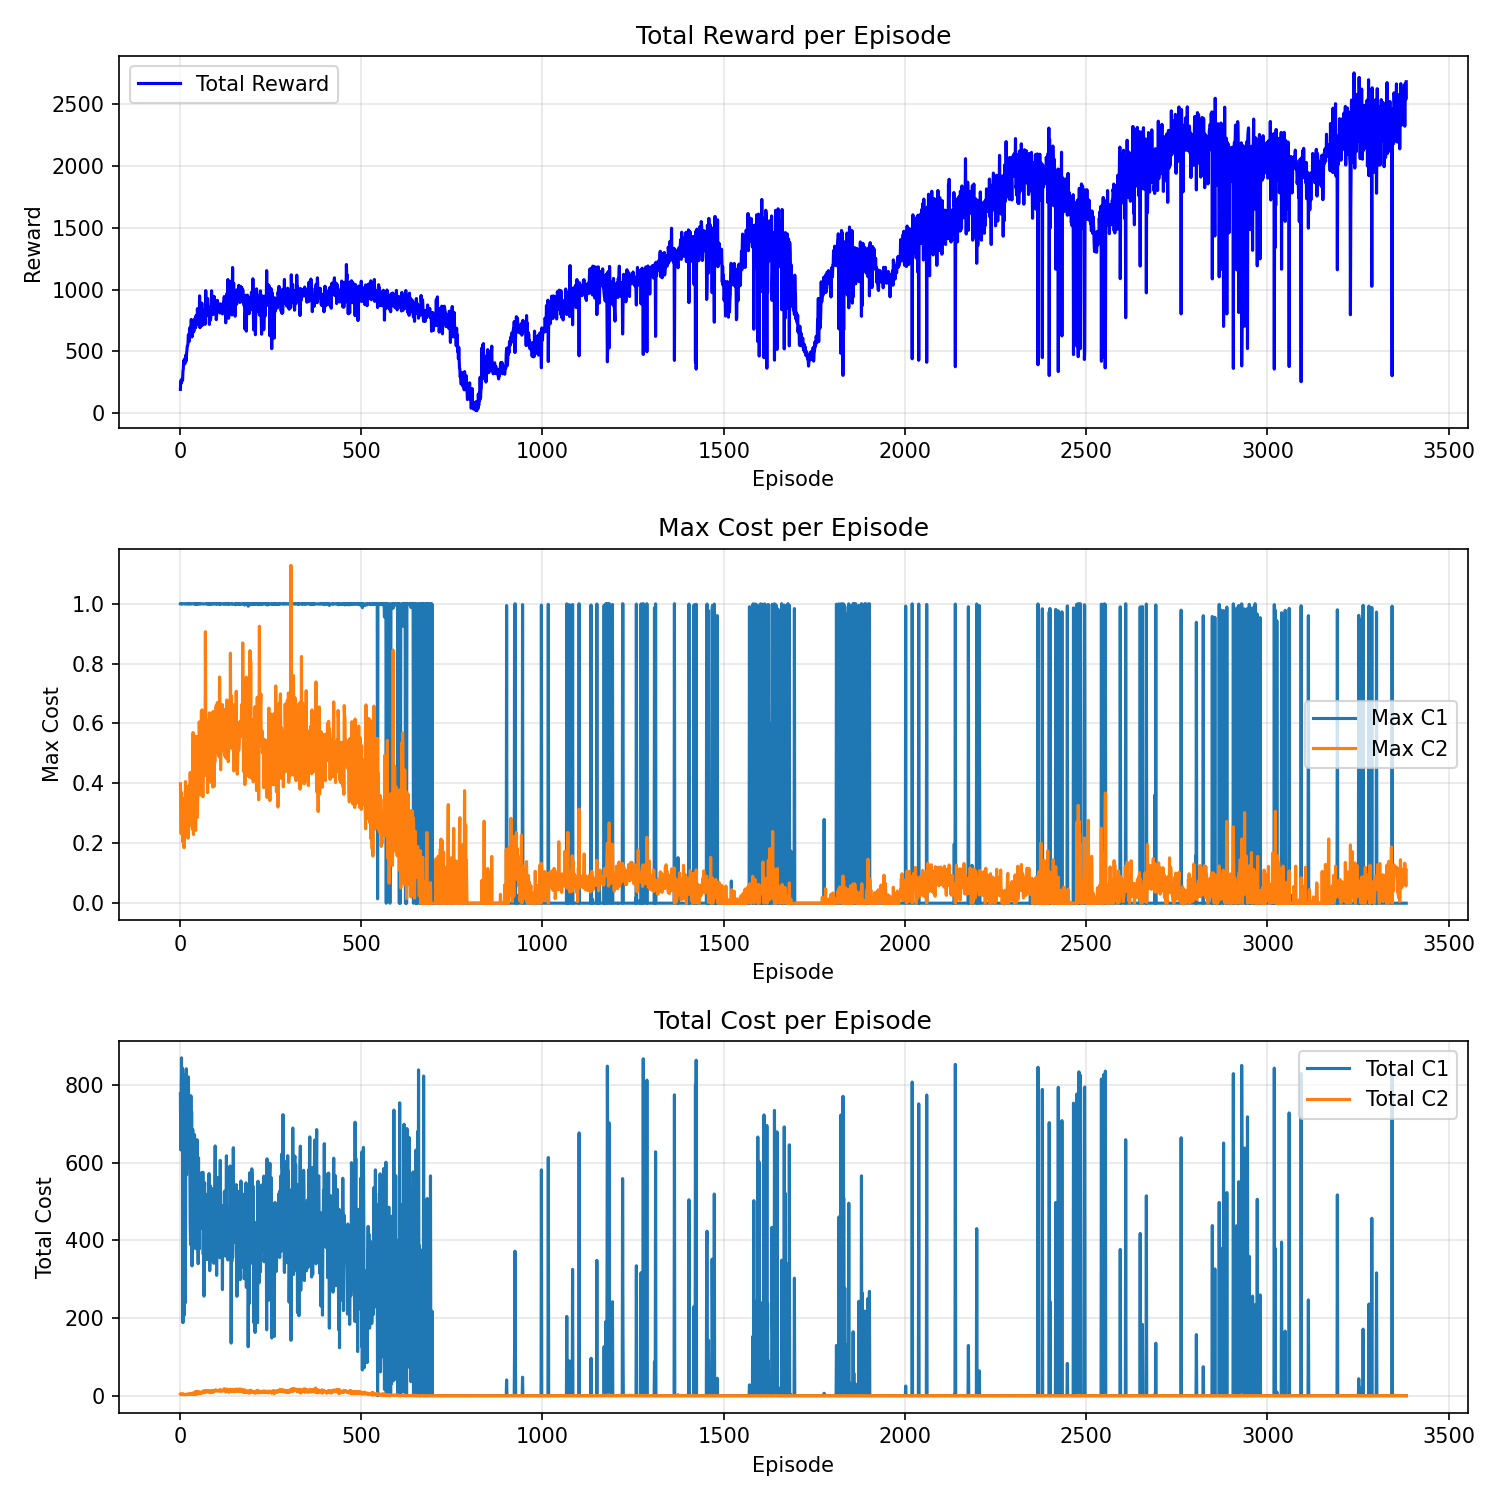 Total Reward per Episode
Total Reward
2500
2000
1500
1000
500
0
Reward
0 500 1000 1500 2000 2500 3000 3500
Episode
Max Cost per Episode
1.0
0.8
0.6
0.4
0.2
0.0
Max Cost
Max C1
Max C2
0 500 1000 1500 2000 2500 3000 3500
Episode
Total Cost per Episode
Total C1
Total C2
800
600
400
200
0
Total Cost
0 500 1000 1500 2000 2500 3000 3500
Episode